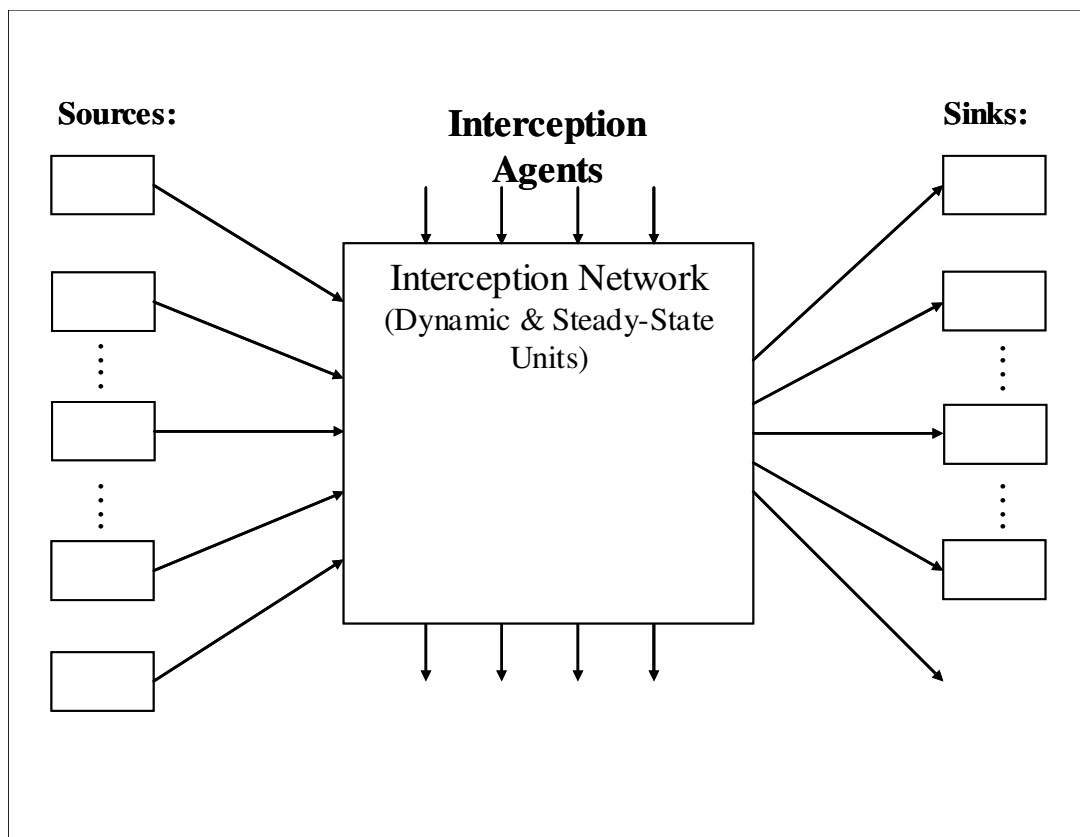 Sources:
Interception
Agents
Sinks:
Interception Network
(Dynamic & Steady-State
Units)